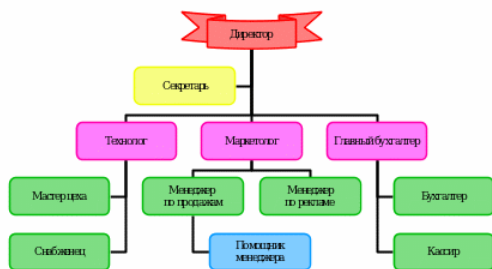 Директор
Секретарь
Технолог
Маркетолог
Главный бухгалтер
Мастер цеха
Менеджер
по продажам
Менеджер
по рекламе
Бухгалтер
Снабженец
Помощник
менеджера
Кассир